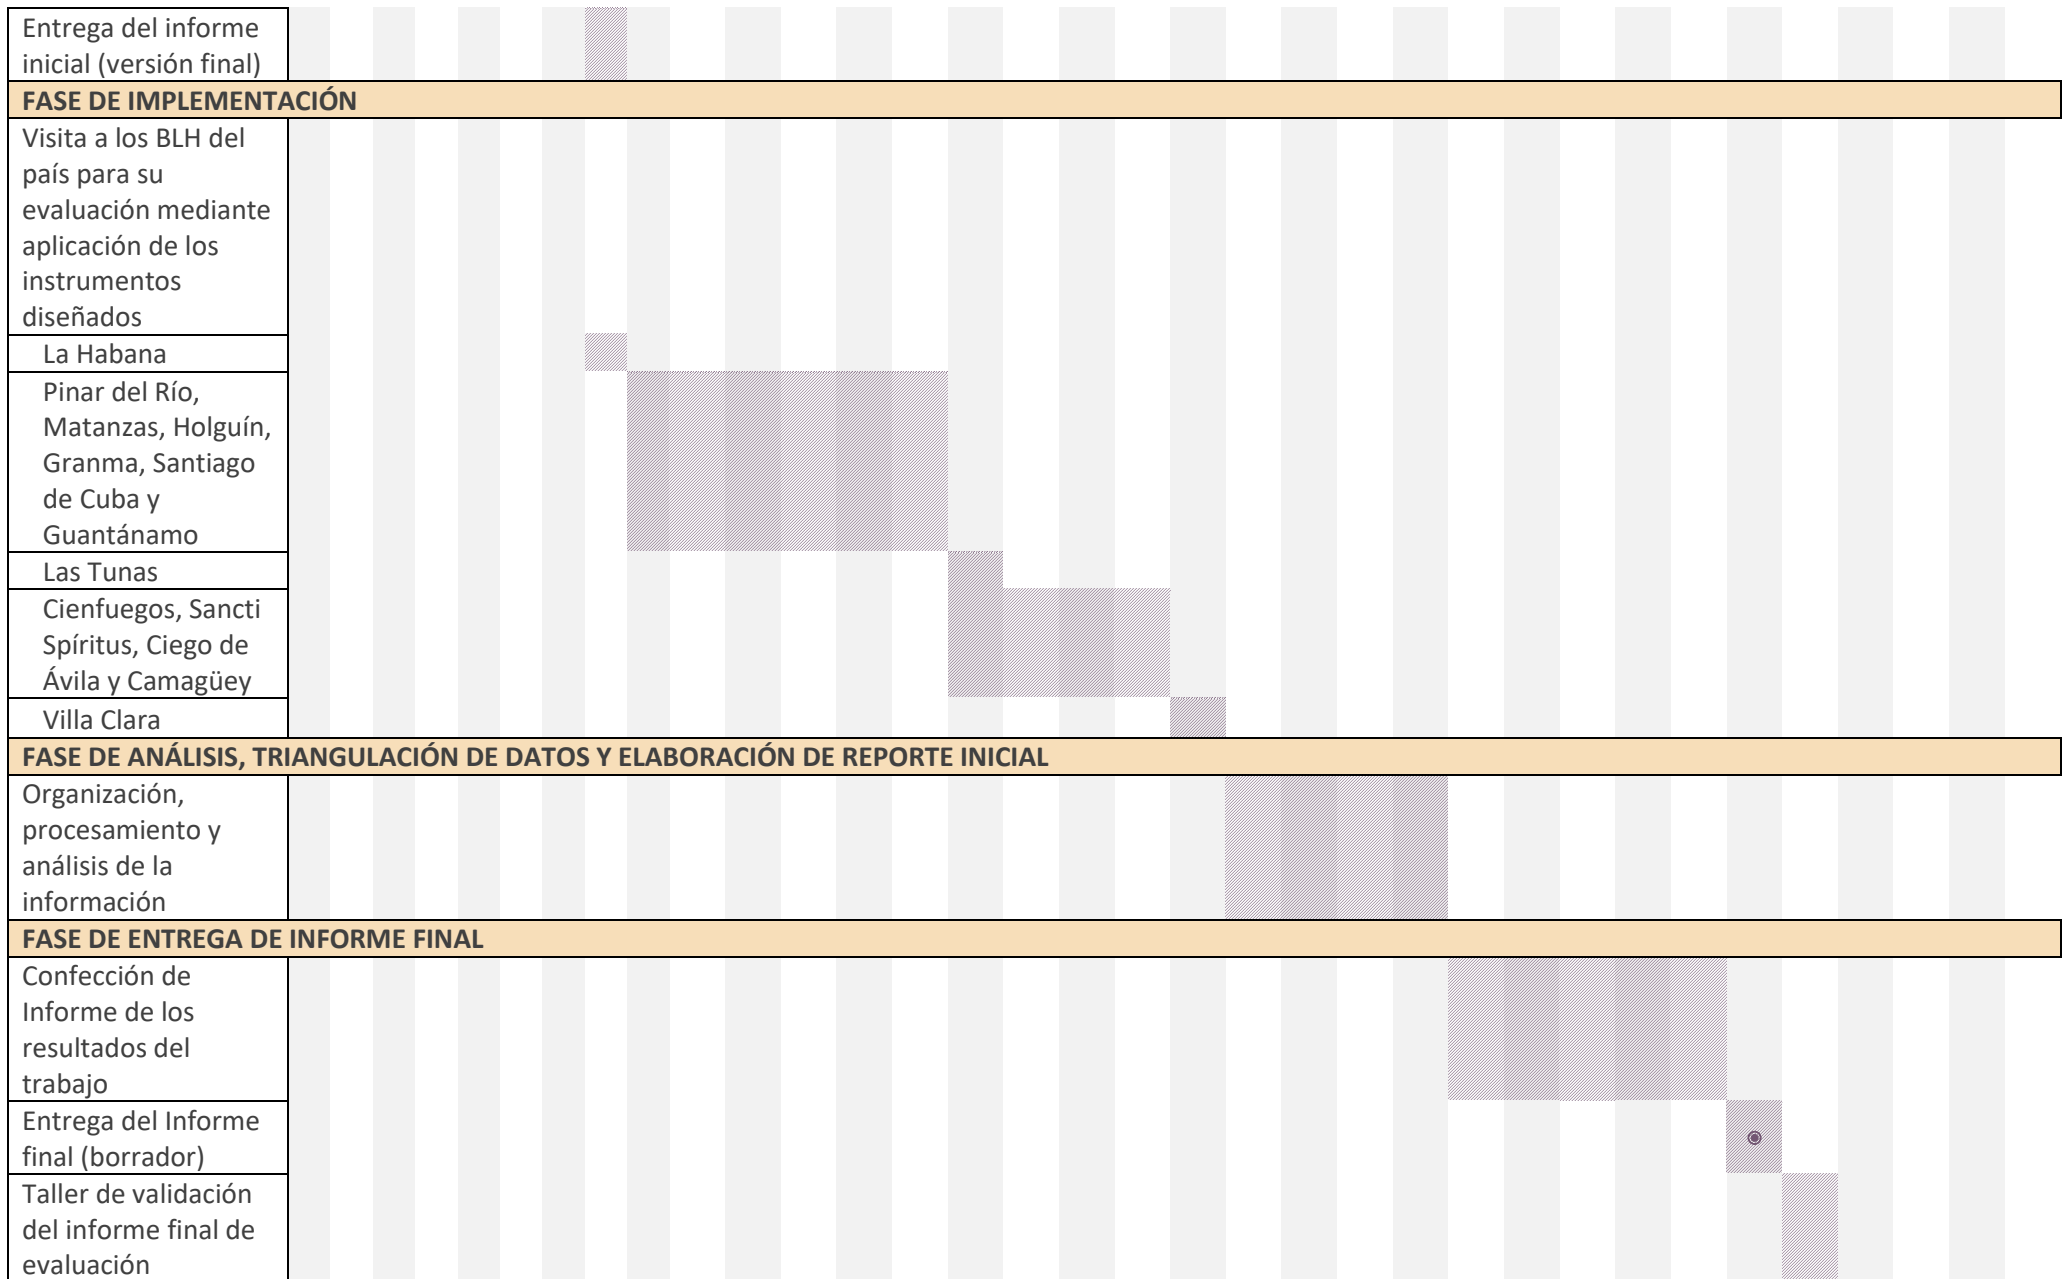 Entrega del informe
inicial (versión final)
FASE DE IMPLEMENTACIÓN
Visita a los BLH del
país para su
evaluación mediante
aplicación de los
instrumentos
diseñados
La Habana
Pinar del Río,
Matanzas, Holguín,
Granma, Santiago
de Cuba y
Guantánamo
Las Tunas
Cienfuegos, Sancti
Spíritus, Ciego de
Ávila y Camagüey
Villa Clara
FASE DE ANÁLISIS, TRIANGULACIÓN DE DATOS Y ELABORACIÓN DE REPORTE INICIAL
Organización,
procesamiento y
análisis de la
información
FASE DE ENTREGA DE INFORME FINAL
Confección de
Informe de los
resultados del
trabajo
Entrega del Informe
final (borrador)
Taller de validación
del informe final de
evaluación